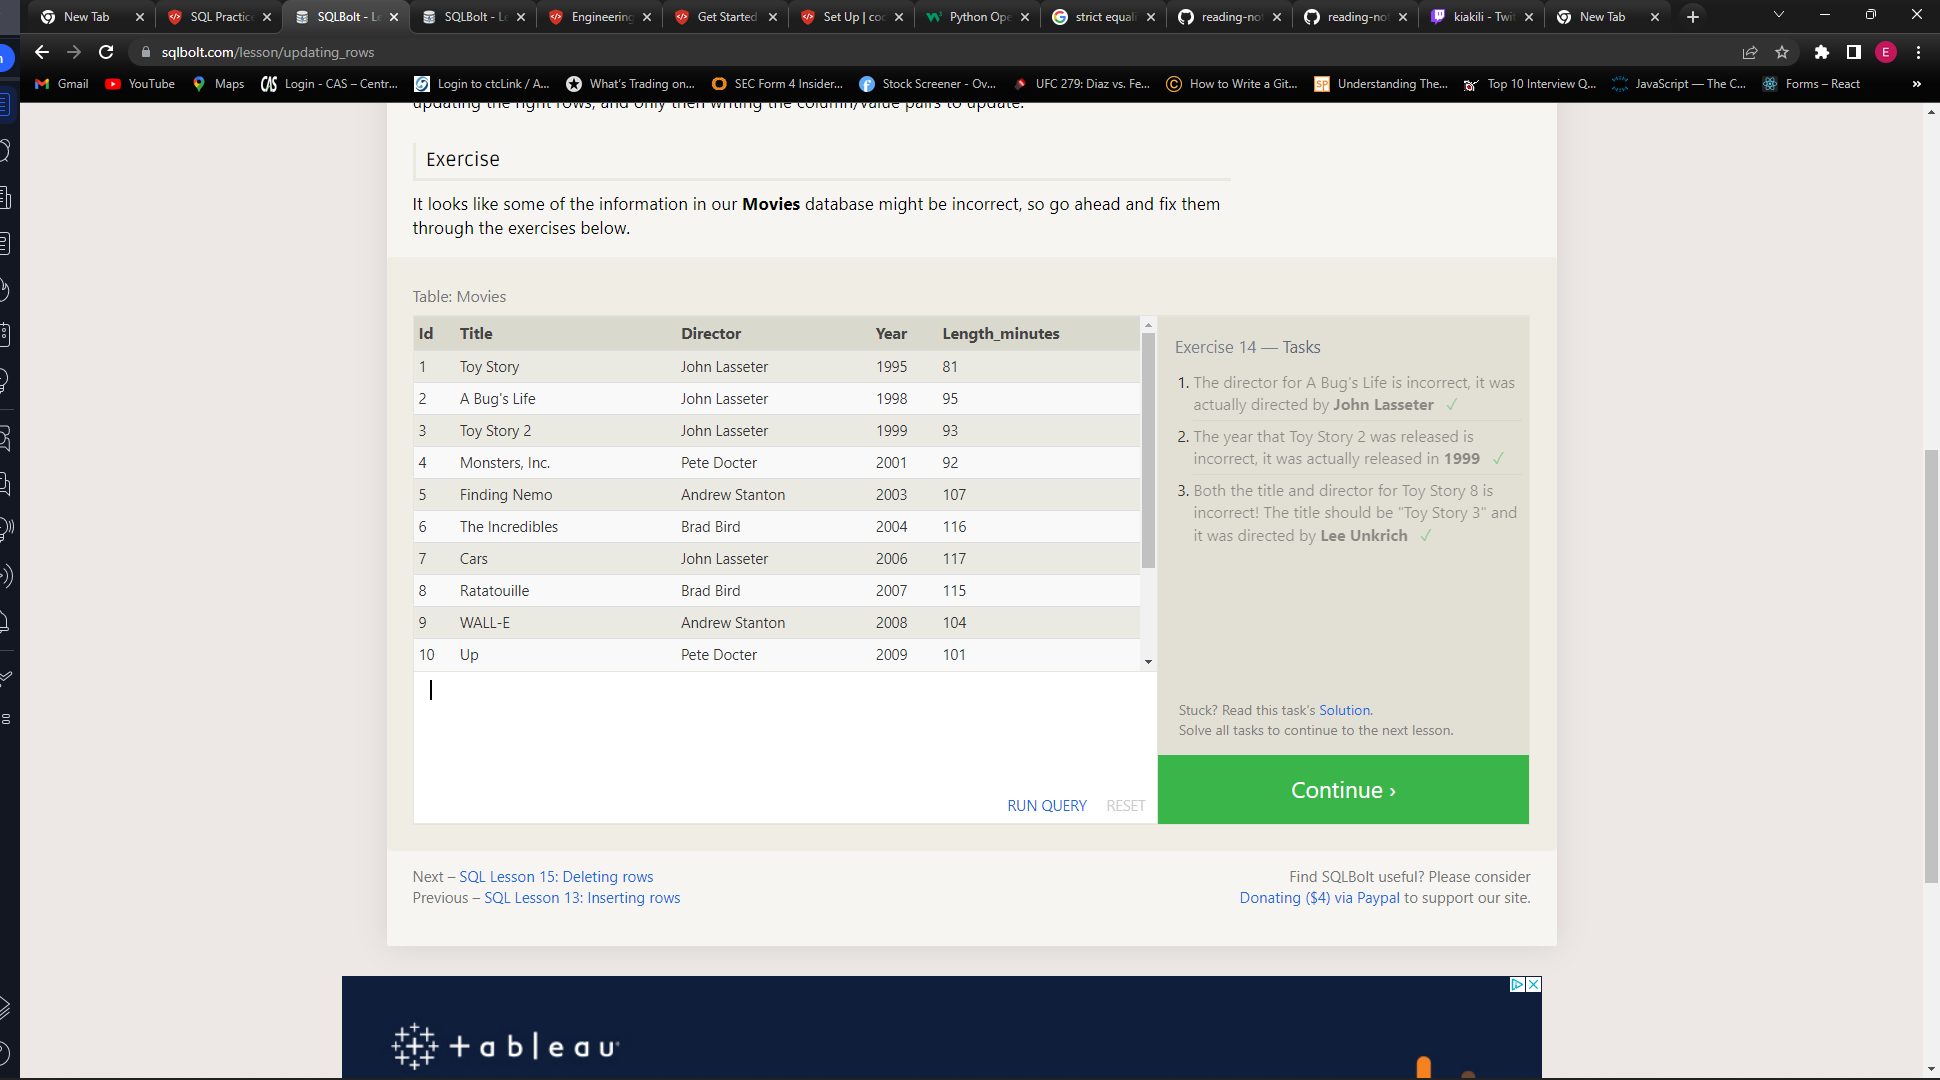 New Tab
SQL Practic
SQLBolt - Le
SQLBolt - Le
Engineering
Get Started
Set Up | co
Python Ope
strict equali
reading-not
reading-not
kiakili - Twit
New Tab
sqlbolt.com/lesson/updating_rows
E
Gmail
YouTube
Maps
Login - CAS – Centr...
Login to ctcLink / A...
What's Trading on...
SEC Form 4 Insider...
Stock Screener - Ov...
UFC 279: Diaz vs. Fe...
How to Write a Git...
Understanding The...
Top 10 Interview Q...
JavaScript — The C...
Forms – React
»
updating the right rows, and only then writing the column/value pairs to update.
Exercise
It looks like some of the information in our Movies database might be incorrect, so go ahead and fix them
through the exercises below.
Table: Movies
Id Title Director Year Length_minutes
1 Toy Story John Lasseter 1995 81
2 A Bug's Life John Lasseter 1998 95
3 Toy Story 2 John Lasseter 1999 93
4 Monsters, Inc. Pete Docter 2001 92
5 Finding Nemo Andrew Stanton 2003 107
6 The Incredibles Brad Bird 2004 116
7 Cars John Lasseter 2006 117
8 Ratatouille Brad Bird 2007 115
9 WALL-E Andrew Stanton 2008 104
10 Up Pete Docter 2009 101
RUN QUERY RESET
Exercise 14 — Tasks
1. The director for A Bug's Life is incorrect, it was
actually directed by John Lasseter ✓
2. The year that Toy Story 2 was released is
incorrect, it was actually released in 1999 ✓
3. Both the title and director for Toy Story 8 is
incorrect! The title should be "Toy Story 3" and
it was directed by Lee Unkrich ✓
Stuck? Read this task's Solution.
Solve all tasks to continue to the next lesson.
Continue ›
Next – SQL Lesson 15: Deleting rows
Previous – SQL Lesson 13: Inserting rows
Find SQLBolt useful? Please consider
Donating ($4) via Paypal to support our site.
+ a b l e a u